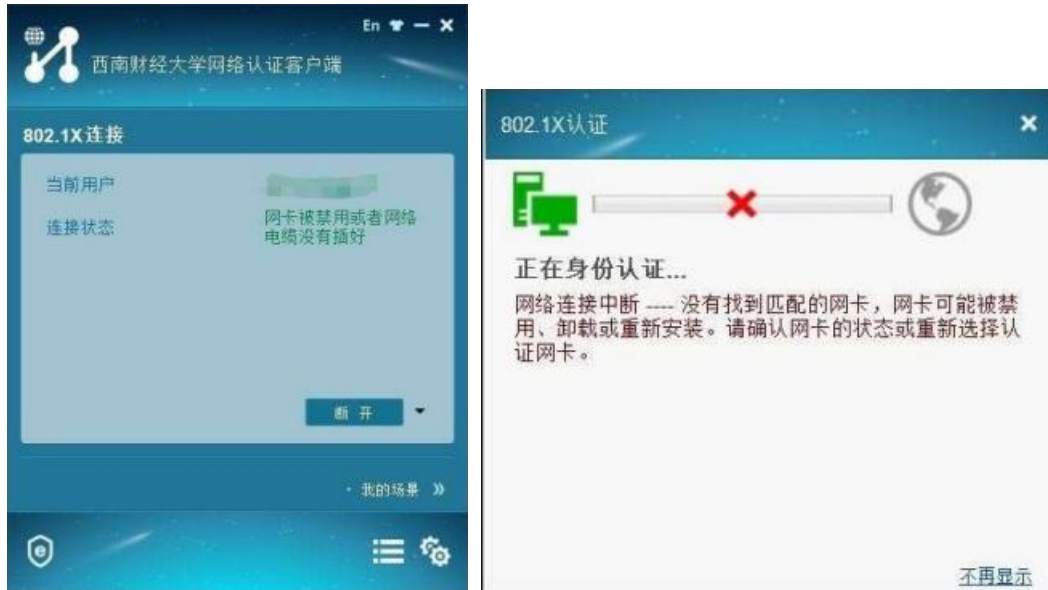 En
西南财经大学网络认证客户端
802.1X连接
当前用户
连接状态
网卡被禁用或者网络
电缆没有插好
断开
· 我的场景 »
e
802.1X认证
正在身份认证...
网络连接中断 ---- 没有找到匹配的网卡，网卡可能被禁
用、卸载或重新安装。请确认网卡的状态或重新选择认
证网卡。
不再显示